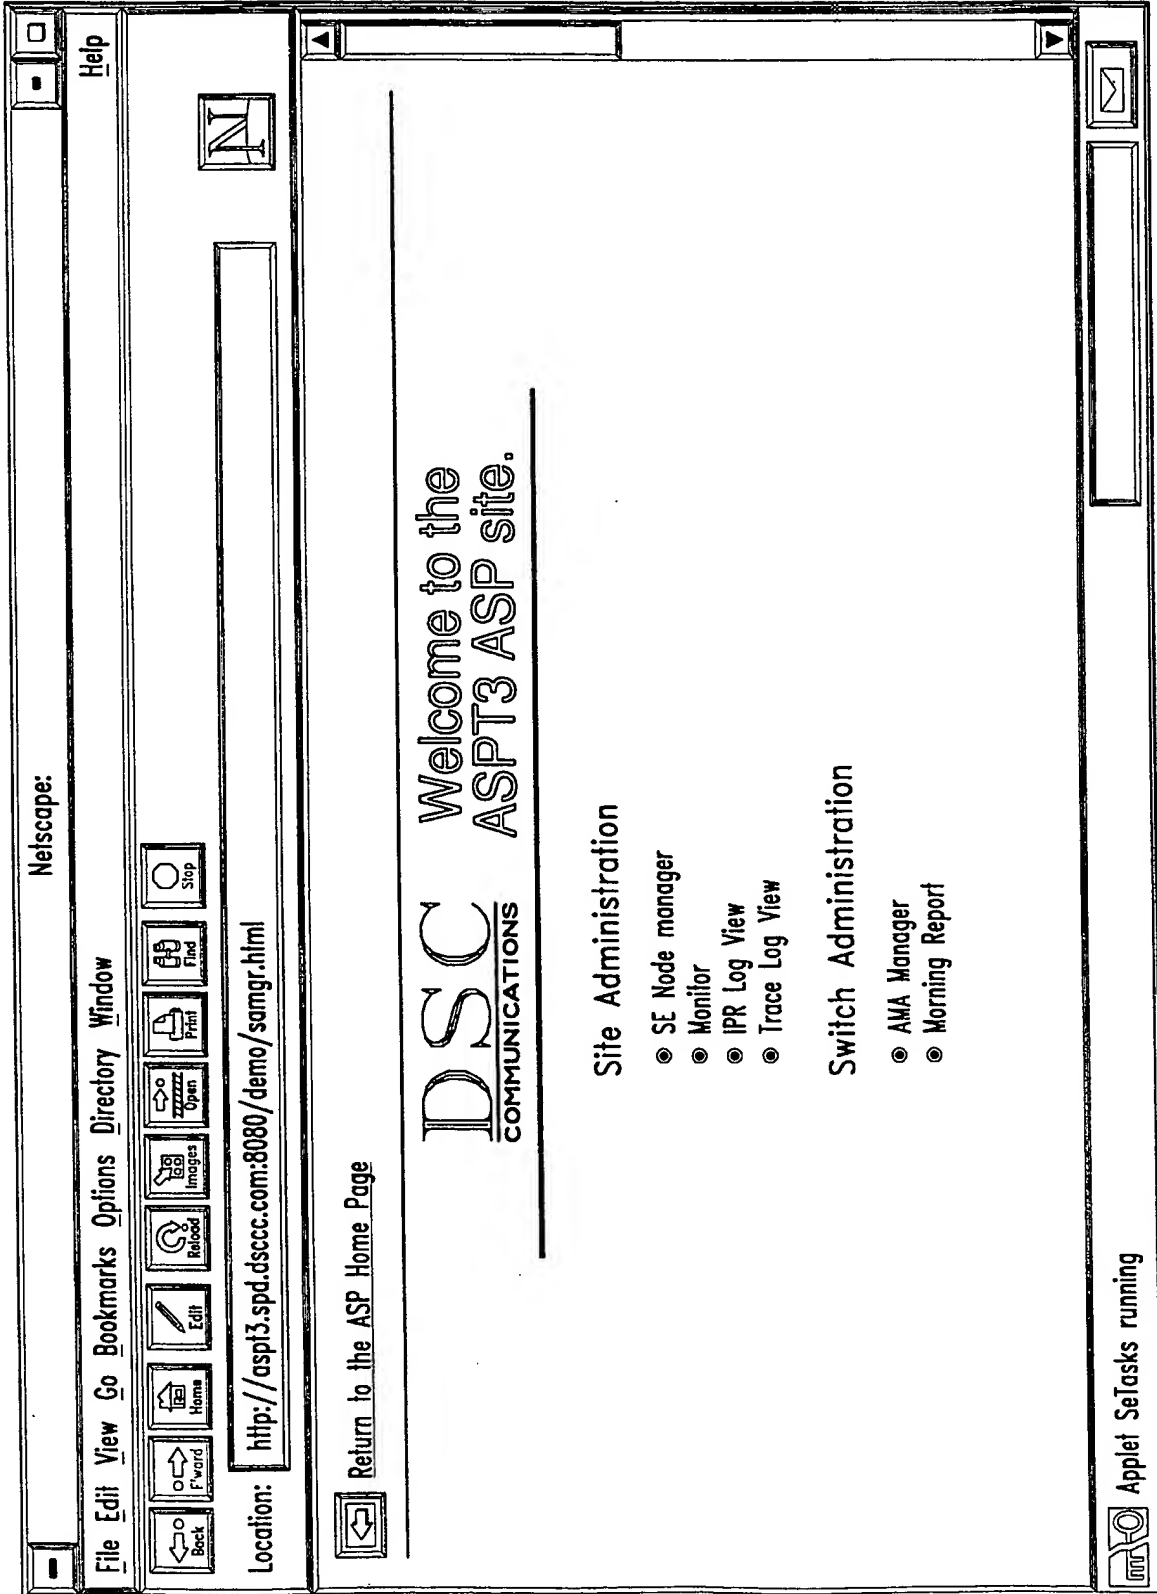 Netscape:
File Edit View Go Bookmarks Options Directory Window Help
Back F'ward Home Edit Reload Images Open Print Find Stop
N
Location: http://aspt3.spd.dsccc.com:8080/demo/samgr.html
Return to the ASP Home Page
DSC
COMMUNICATIONS
Welcome to the
ASPT3 ASP site.
Site Administration
SE Node manager
Monitor
IPR Log View
Trace Log View
Switch Administration
AMA Manager
Morning Report
Applet SeTasks running